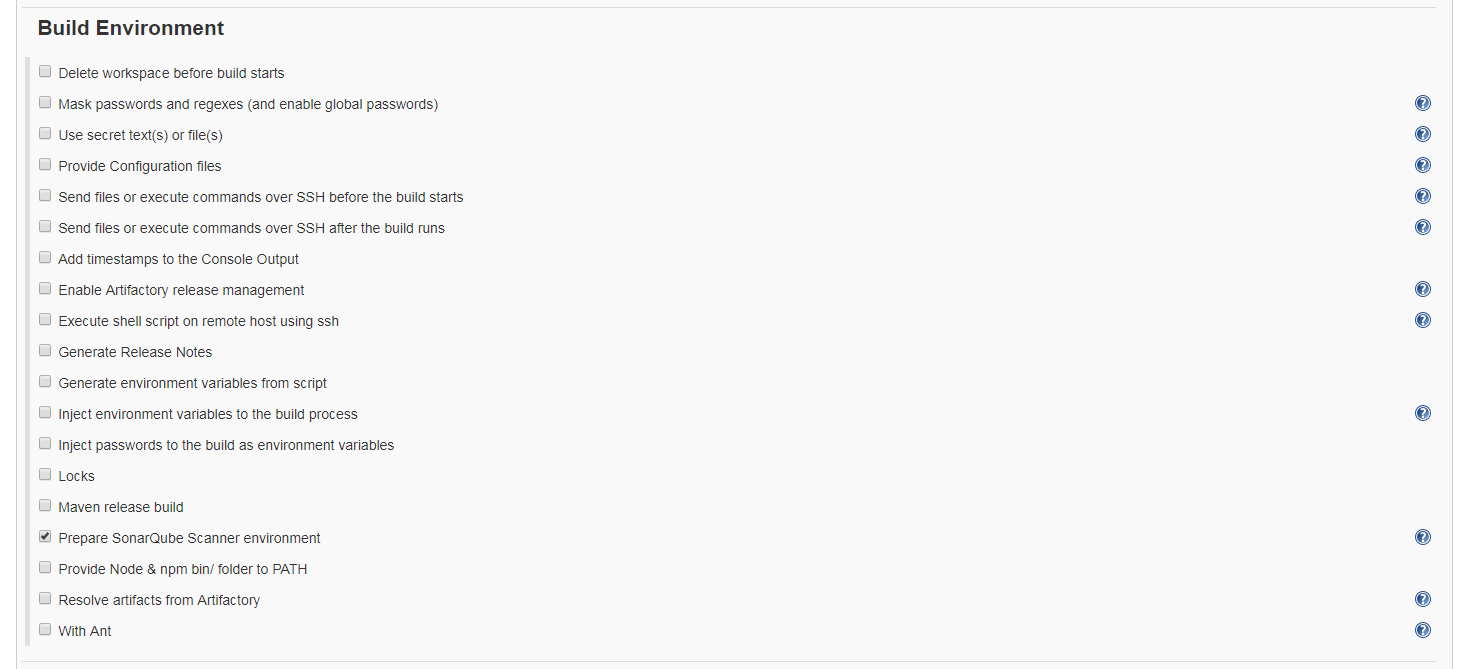 Build Environment
Delete workspace before build starts
Mask passwords and regexes (and enable global passwords)
Use secret text(s) or file(s)
Provide Configuration files
Send files or execute commands over SSH before the build starts
Send files or execute commands over SSH after the build runs
Add timestamps to the Console Output
Enable Artifactory release management
Execute shell script on remote host using ssh
Generate Release Notes
Generate environment variables from script
Inject environment variables to the build process
Inject passwords to the build as environment variables
Locks
Maven release build
Prepare SonarQube Scanner environment
Provide Node & npm bin/ folder to PATH
Resolve artifacts from Artifactory
With Ant